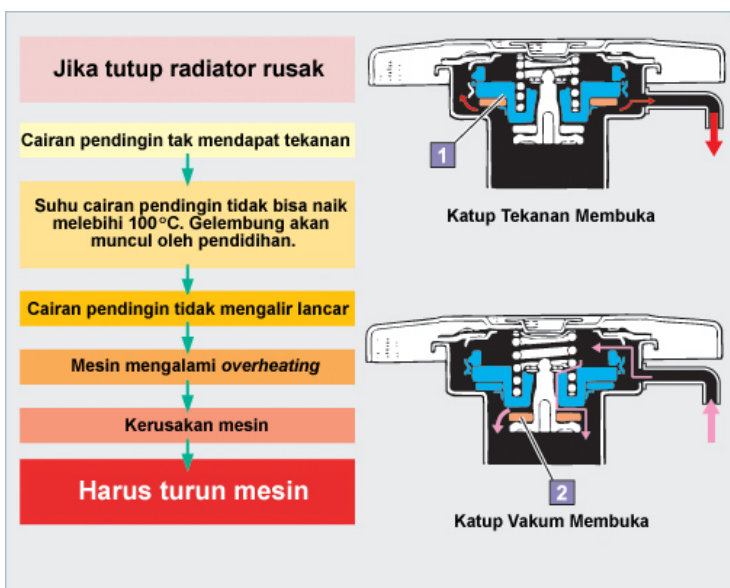 Jika tutup radiator rusak
Cairan pendingin tak mendapat tekanan
Suhu cairan pendingin tidak bisa naik
melebihi 100°C. Gelembung akan
muncul oleh pendidihan.
Cairan pendingin tidak mengalir lancar
Mesin mengalami overheating
Kerusakan mesin
Harus turun mesin
1
Katup Tekanan Membuka
2
Katup Vakum Membuka